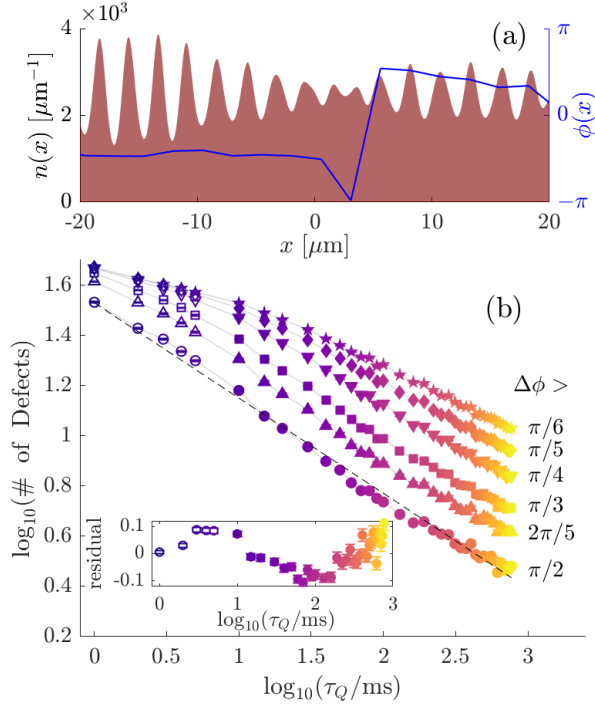 ×10³
(a)
4
2
0
n(x) [μm⁻¹]
π
0
−π
ϕ(x)
-20
-10
0
10
20
x [μm]
(b)
1.6
1.4
1.2
1
0.8
0.6
0.4
0.2
log₁₀(# of Defects)
Δϕ >
π/6
π/5
π/4
π/3
2π/5
π/2
0.1
0
-0.1
residual
0
1
2
3
log₁₀(τ_Q/ms)
0
0.5
1
1.5
2
2.5
3
log₁₀(τ_Q/ms)